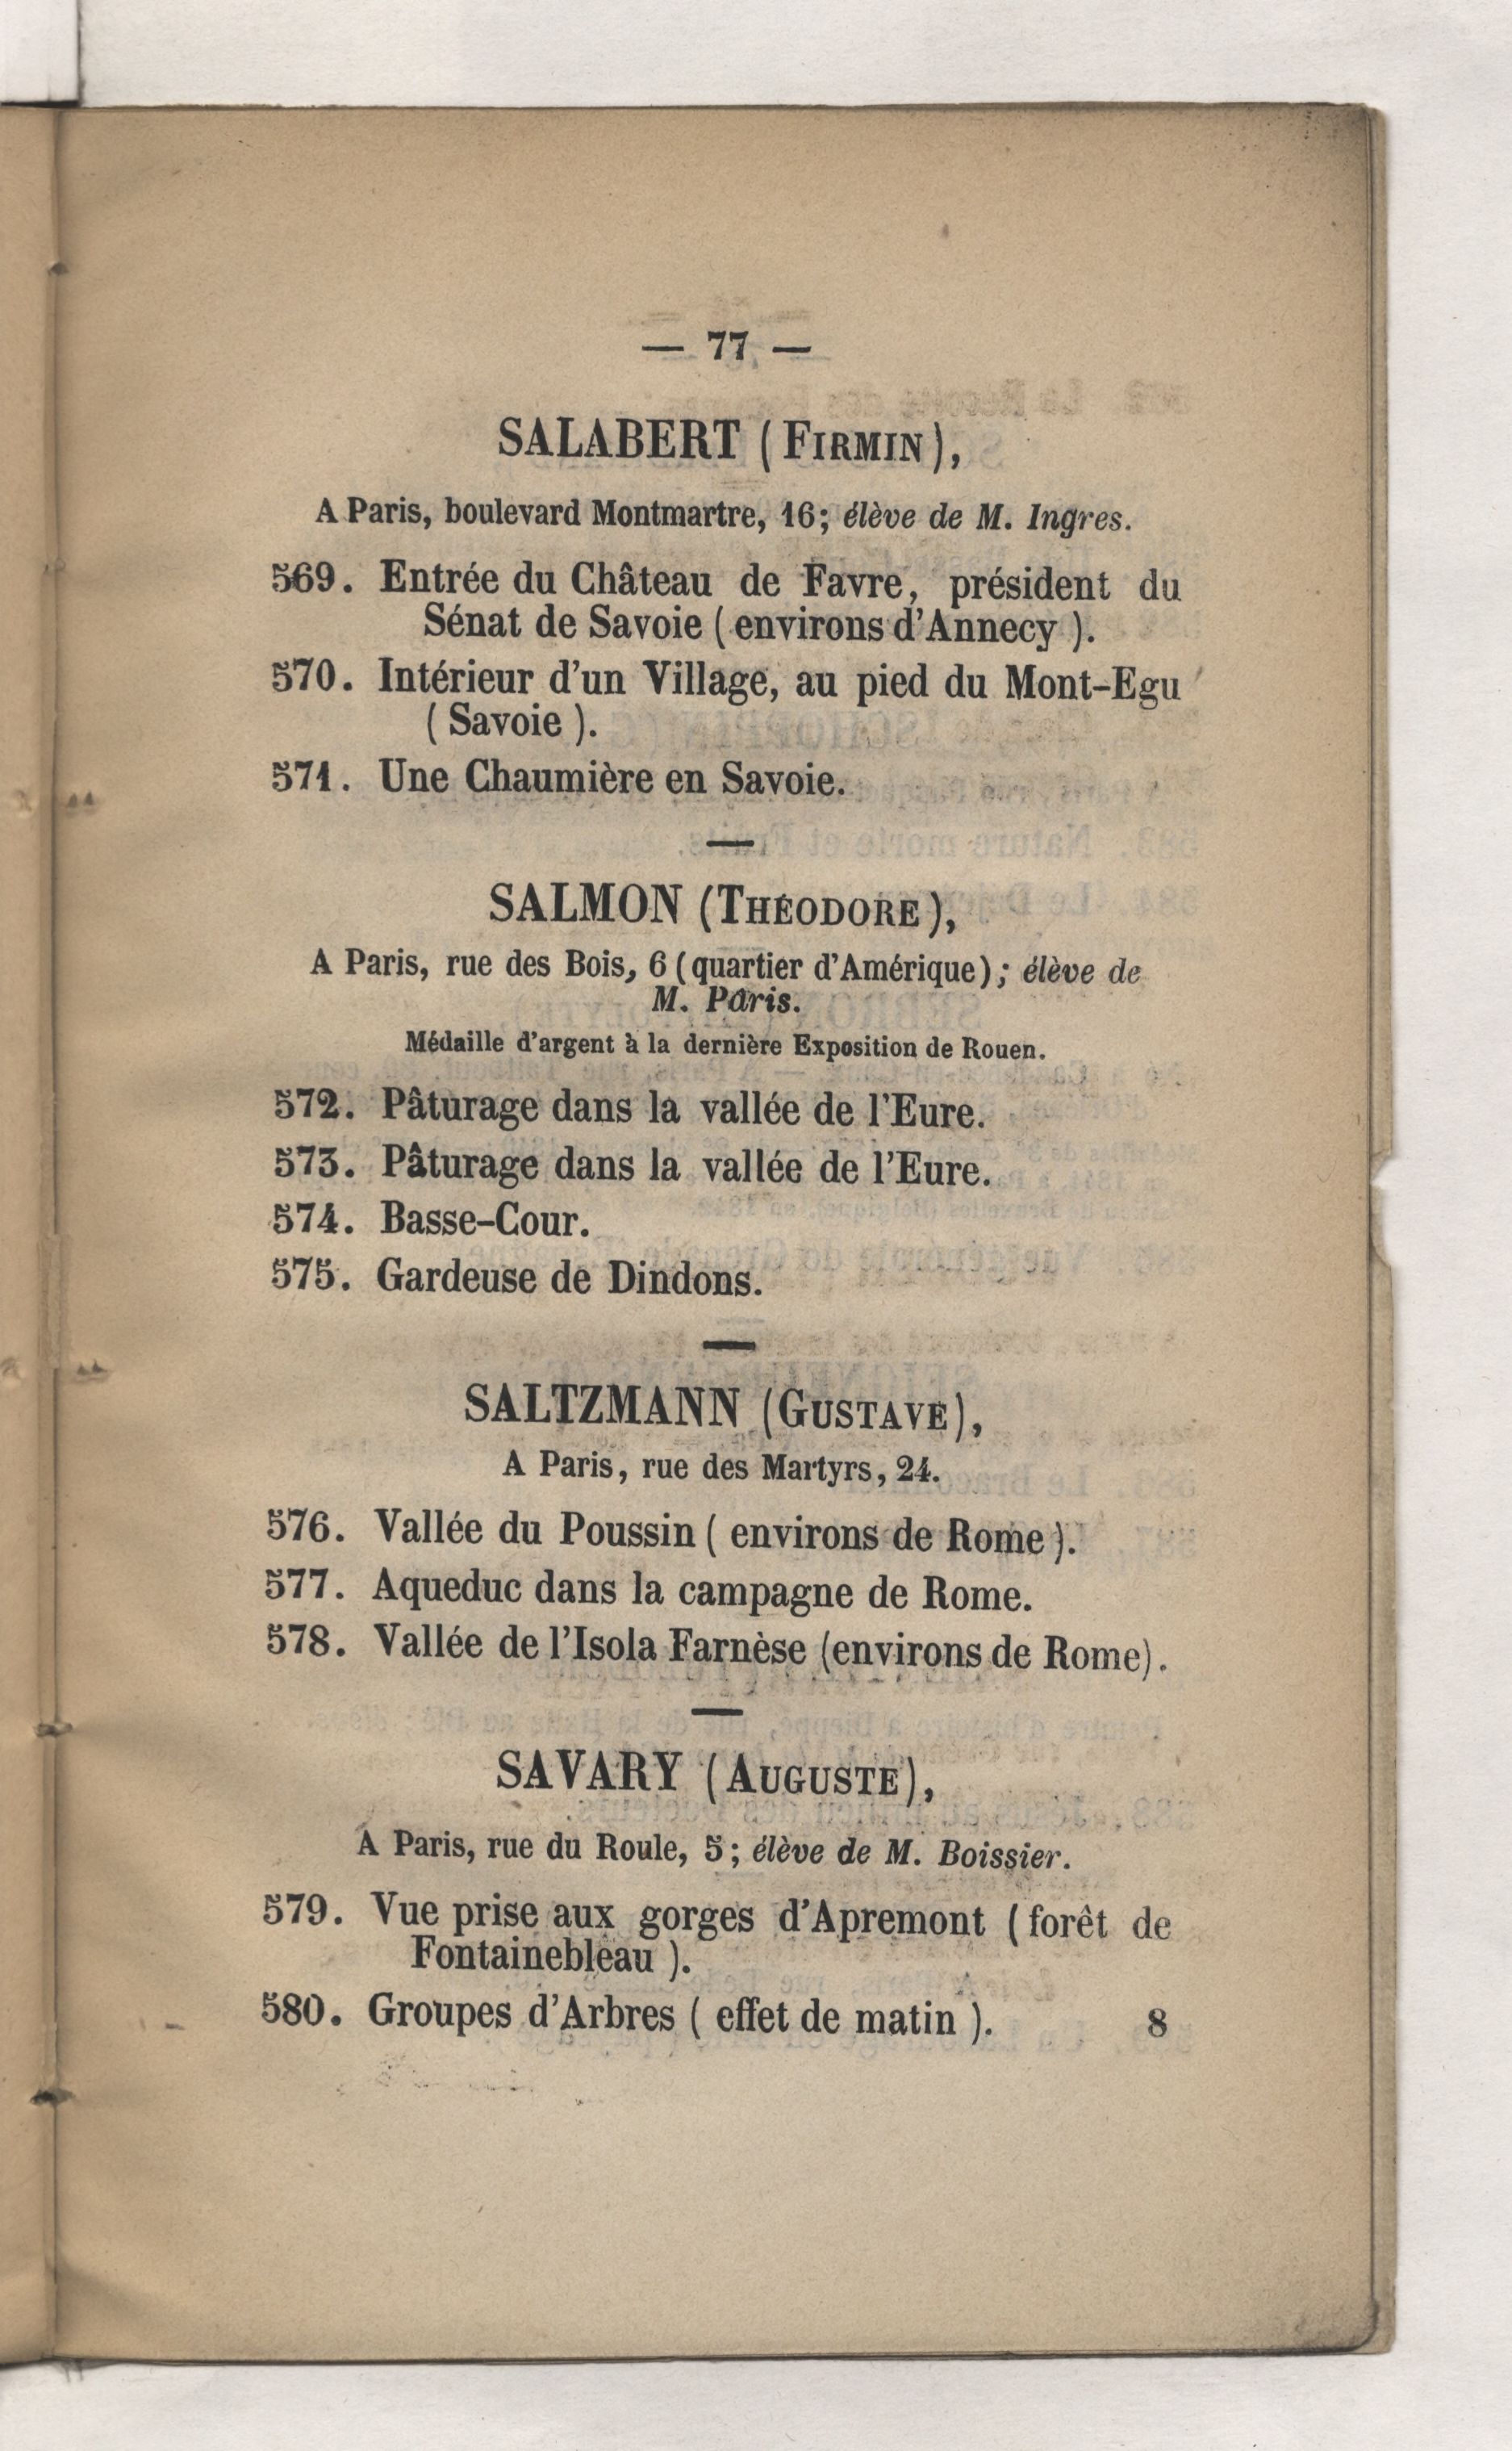 — 77 —
SALABERT (FIRMIN),
A Paris, boulevard Montmartre, 16; élève de M. Ingres.
569. Entrée du Château de Favre, président du
Sénat de Savoie ( environs d'Annecy ).
570. Intérieur d'un Village, au pied du Mont-Egu
( Savoie ).
571. Une Chaumière en Savoie.
SALMON (THÉODORE),
A Paris, rue des Bois, 6 (quartier d'Amérique); élève de
M. Paris.
Médaille d'argent à la dernière Exposition de Rouen.
572. Pâturage dans la vallée de l'Eure.
573. Pâturage dans la vallée de l'Eure.
574. Basse-Cour.
575. Gardeuse de Dindons.
SALTZMANN (GUSTAVE),
A Paris, rue des Martyrs, 24.
576. Vallée du Poussin ( environs de Rome ).
577. Aqueduc dans la campagne de Rome.
578. Vallée de l'Isola Farnèse (environs de Rome).
SAVARY (AUGUSTE),
A Paris, rue du Roule, 5; élève de M. Boissier.
579. Vue prise aux gorges d'Apremont ( forêt de
Fontainebleau ).
580. Groupes d'Arbres ( effet de matin ). 8